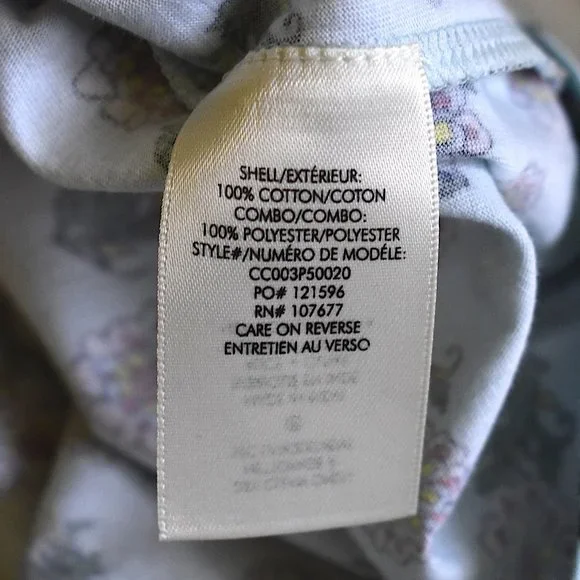 SHELL/EXTÉRIEUR:
100% COTTON/COTON
COMBO/COMBO:
100% POLYESTER/POLYESTER
STYLE#/NUMÉRO DE MODÉLE:
CC003P50020
PO# 121596
RN# 107677
CARE ON REVERSE
ENTRETIEN AU VERSO